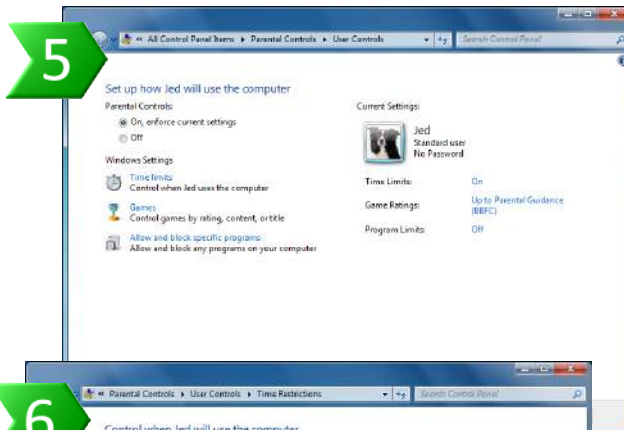 5
« All Control Panel Items ▸ Parental Controls ▸ User Controls
Search Control Panel
Set up how Jed will use the computer
Parental Controls:
On, enforce current settings
Off
Windows Settings
Time limits
Control when Jed uses the computer
Games
Control games by rating, content, or title
Allow and block specific programs
Allow and block any programs on your computer
Current Settings:
Jed
Standard user
No Password
Time Limits: On
Game Ratings: Up to Parental Guidance
(BBFC)
Program Limits: Off
6
« Parental Controls ▸ User Controls ▸ Time Restrictions
Search Control Panel
Control when Jed will use the computer